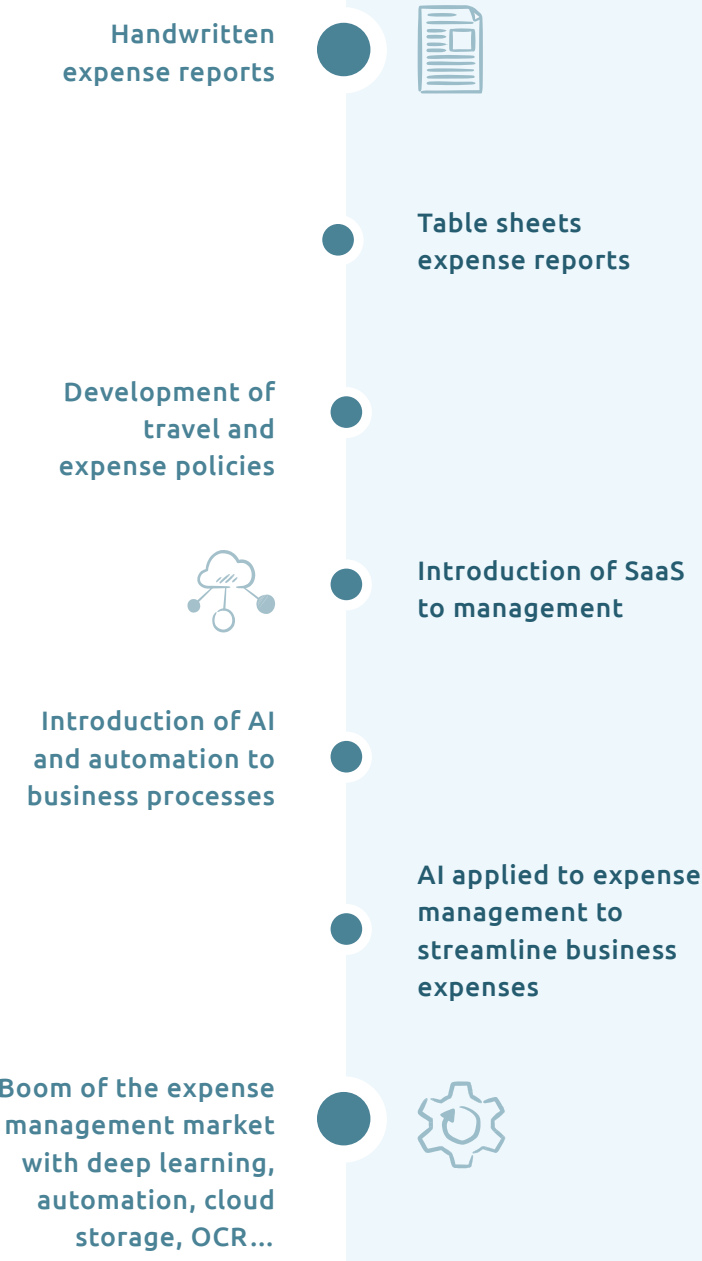 Handwritten
expense reports
Table sheets
expense reports
Development of
travel and
expense policies
Introduction of SaaS
to management
Introduction of AI
and automation to
business processes
AI applied to expense
management to
streamline business
expenses
Boom of the expense
management market
with deep learning,
automation, cloud
storage, OCR...